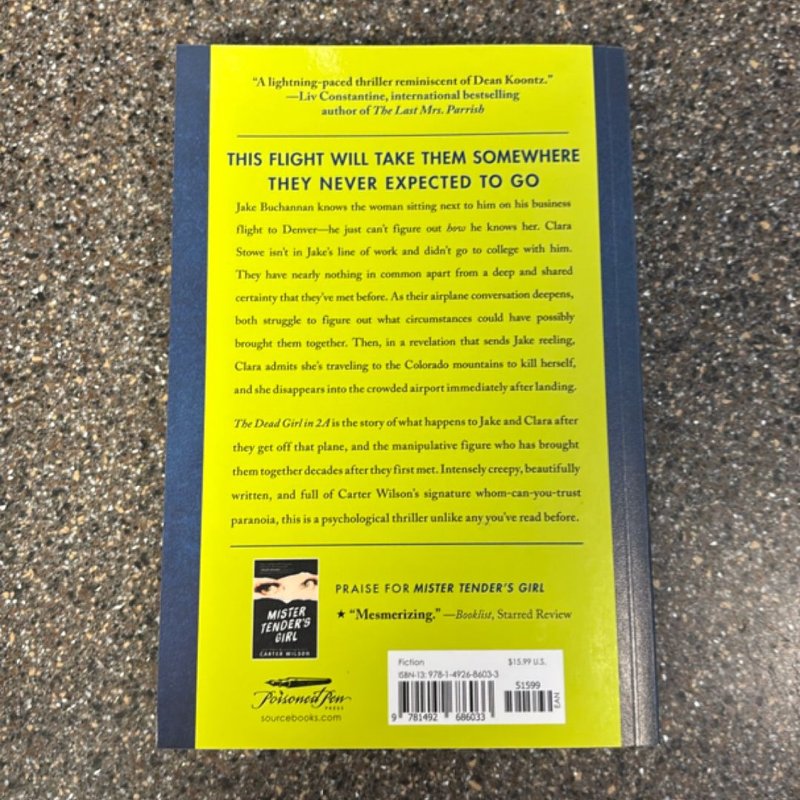 "A lightning-paced thriller reminiscent of Dean Koontz."
—Liv Constantine, international bestselling
author of The Last Mrs. Parrish
THIS FLIGHT WILL TAKE THEM SOMEWHERE
THEY NEVER EXPECTED TO GO
Jake Buchannan knows the woman sitting next to him on his business
flight to Denver—he just can't figure out how he knows her. Clara
Stowe isn't in Jake's line of work and didn't go to college with him.
They have nearly nothing in common apart from a deep and shared
certainty that they've met before. As their airplane conversation deepens,
both struggle to figure out what circumstances could have possibly
brought them together. Then, in a revelation that sends Jake reeling,
Clara admits she's traveling to the Colorado mountains to kill herself,
and she disappears into the crowded airport immediately after landing.
The Dead Girl in 2A is the story of what happens to Jake and Clara after
they get off that plane, and the manipulative figure who has brought
them together decades after they first met. Intensely creepy, beautifully
written, and full of Carter Wilson's signature whom-can-you-trust
paranoia, this is a psychological thriller unlike any you've read before.
MISTER
TENDER'S
GIRL
CARTER WILSON
PRAISE FOR MISTER TENDER'S GIRL
★ "Mesmerizing." —Booklist, Starred Review
Poisoned Pen
PRESS
sourcebooks.com
Fiction $15.99 U.S.
ISBN-13: 978-1-4926-8603-3
51599
9 781492 686033
EAN